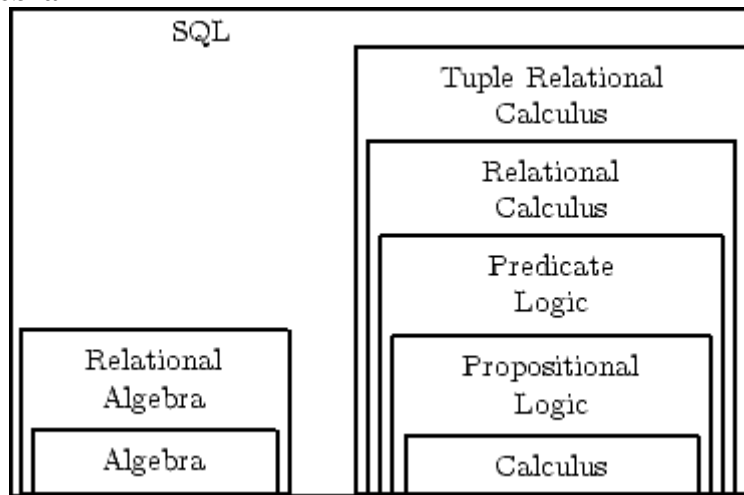 SQL
Tuple Relational
Calculus
Relational
Calculus
Predicate
Logic
Relational
Algebra
Propositional
Logic
Algebra
Calculus